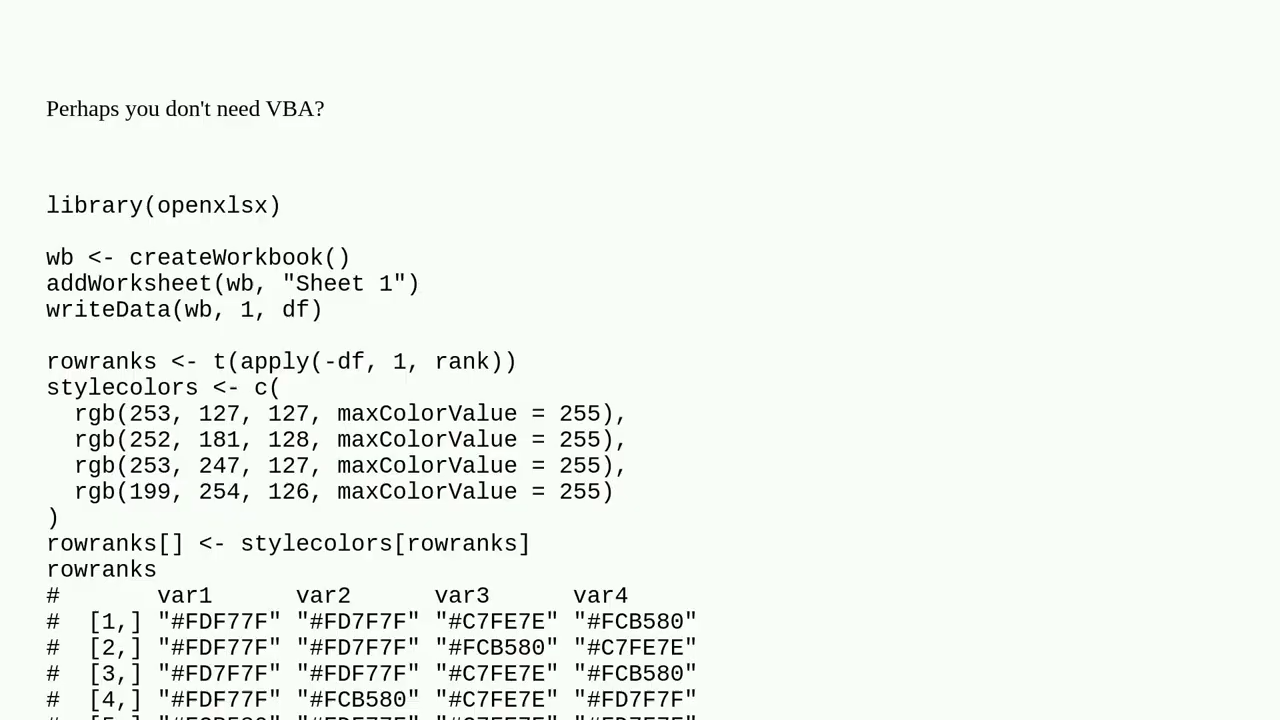 Perhaps you don't need VBA?
library(openxlsx)
wb <- createWorkbook()
addWorksheet(wb, "Sheet 1")
writeData(wb, 1, df)
rowranks <- t(apply(-df, 1, rank))
stylecolors <- c(
  rgb(253, 127, 127, maxColorValue = 255),
  rgb(252, 181, 128, maxColorValue = 255),
  rgb(253, 247, 127, maxColorValue = 255),
  rgb(199, 254, 126, maxColorValue = 255)
)
rowranks[] <- stylecolors[rowranks]
rowranks
#       var1      var2      var3      var4
#  [1,] "#FDF77F" "#FD7F7F" "#C7FE7E" "#FCB580"
#  [2,] "#FDF77F" "#FD7F7F" "#FCB580" "#C7FE7E"
#  [3,] "#FD7F7F" "#FDF77F" "#C7FE7E" "#FCB580"
#  [4,] "#FDF77F" "#FCB580" "#C7FE7E" "#FD7F7F"